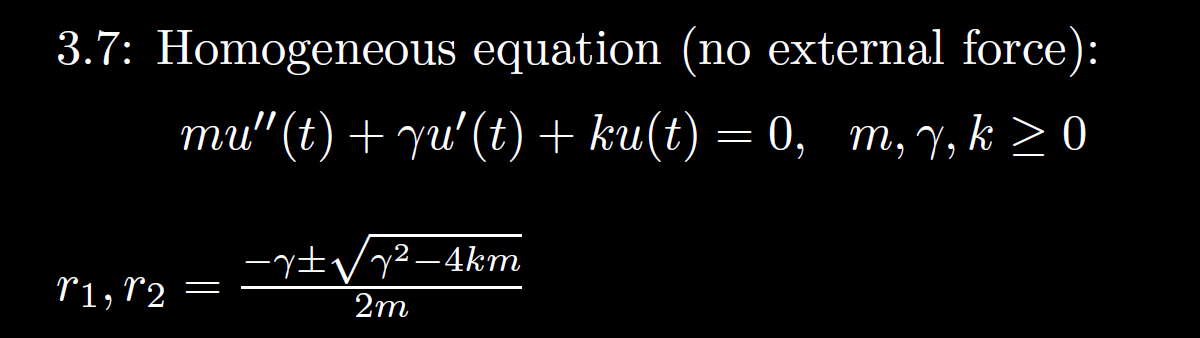 3.7: Homogeneous equation (no external force):
mu″(t) + γu′(t) + ku(t) = 0, m, γ, k ≥ 0
r₁, r₂ = (−γ±√(γ²−4km))/(2m)